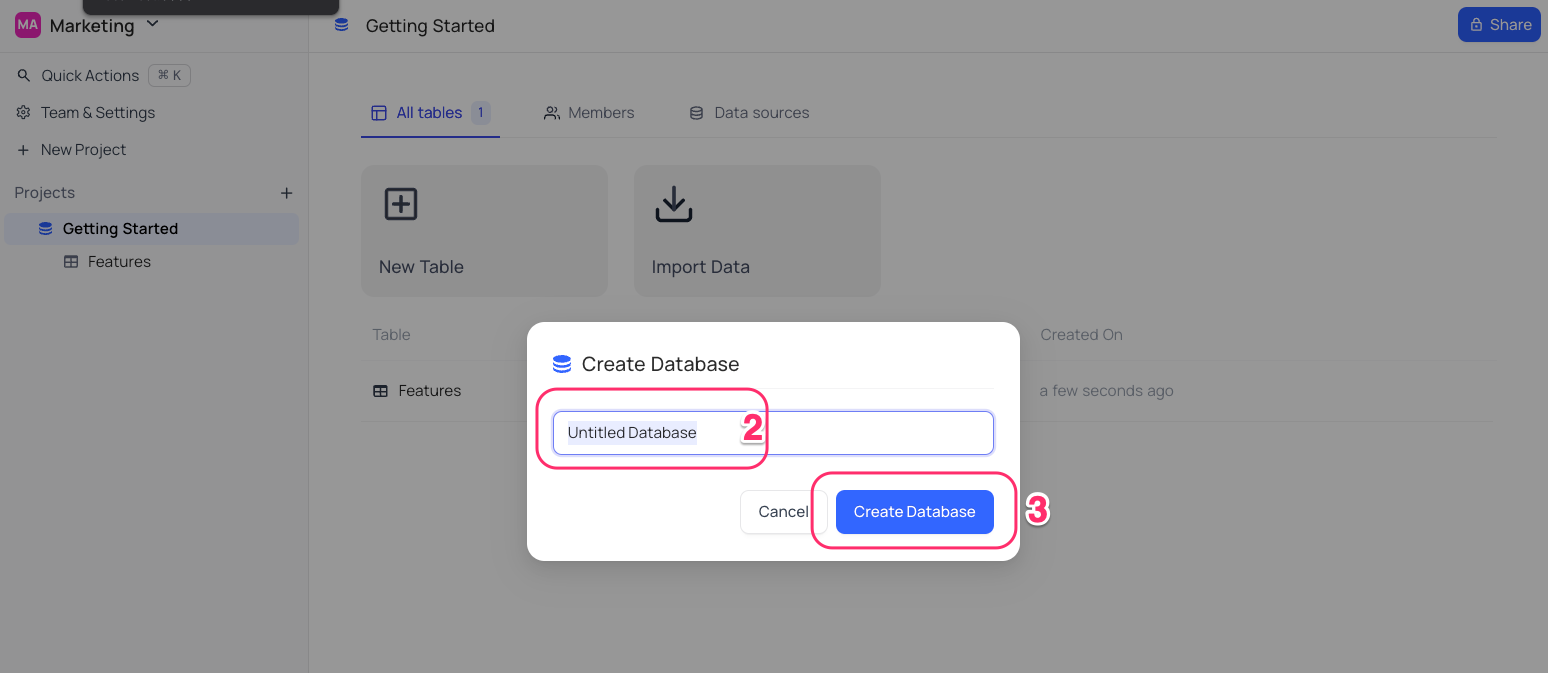 MA Marketing
Getting Started
Share
Quick Actions ⌘ K
Team & Settings
New Project
Projects
Getting Started
Features
All tables 1
Members
Data sources
New Table
Import Data
Table
Created On
Features
a few seconds ago
Create Database
Untitled Database
2
Cancel
Create Database
3